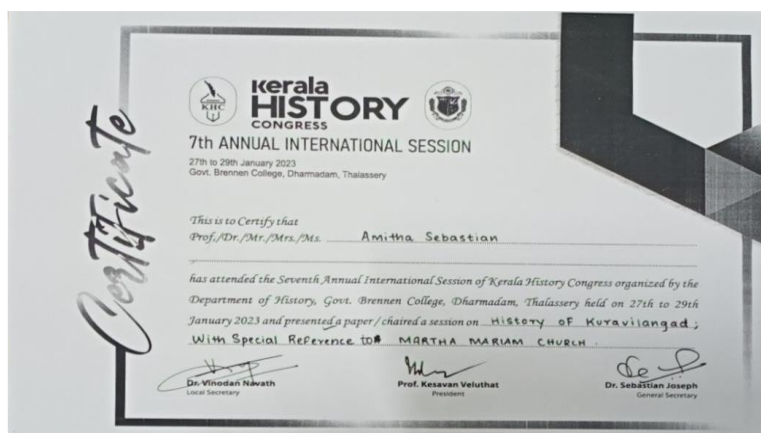 Certificate
KHC
Kerala
HISTORY
CONGRESS
7th ANNUAL INTERNATIONAL SESSION
27th to 29th January 2023
Govt. Brennen College, Dharmadam, Thalassery
This is to Certify that
Prof./Dr./Mr./Mrs./Ms. Amitha Sebastian
has attended the Seventh Annual International Session of Kerala History Congress organized by the
Department of History, Govt. Brennen College, Dharmadam, Thalassery held on 27th to 29th
January 2023 and presented a paper / chaired a session on History of Kuravilangad ;
With Special Reference to MARTHA MARIAM CHURCH .
Dr. Vinodan Navath
Local Secretary
Prof. Kesavan Veluthat
President
Dr. Sebastian Joseph
General Secretary